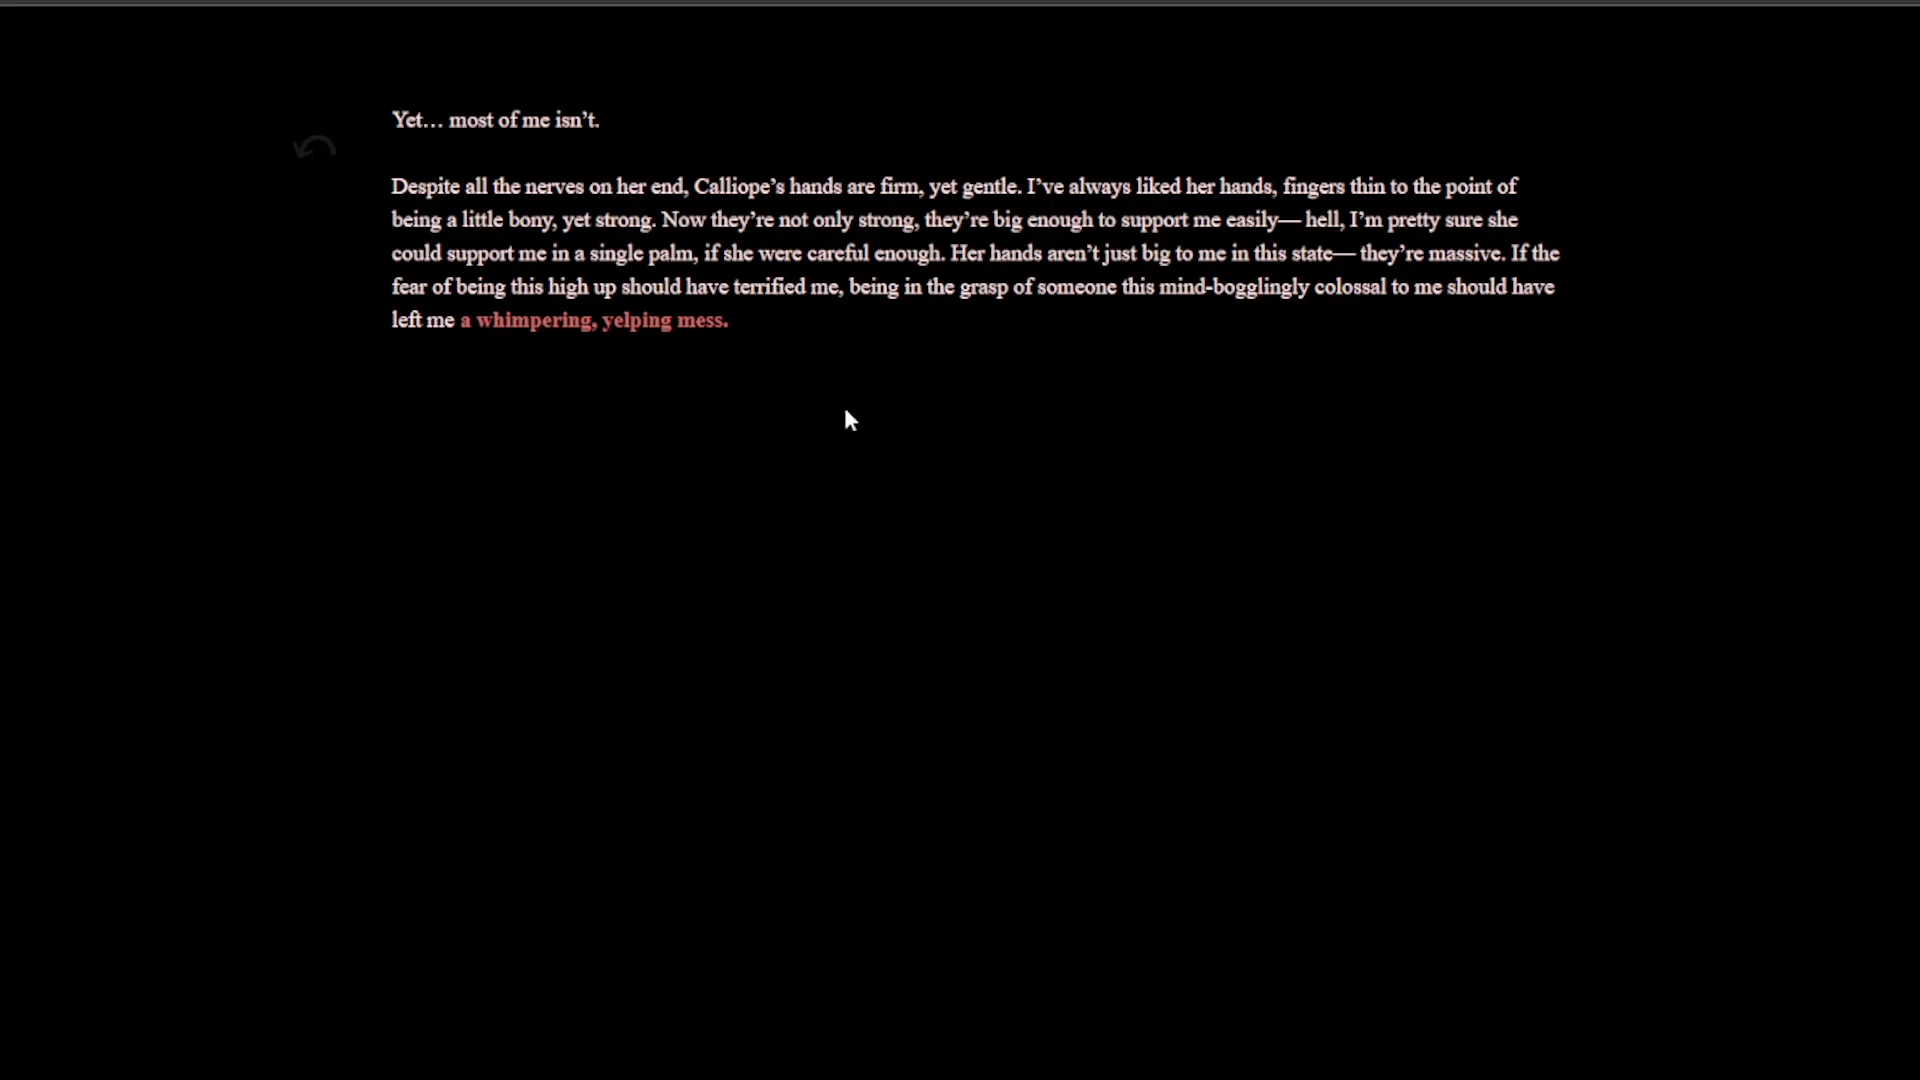 Yet… most of me isn’t.
Despite all the nerves on her end, Calliope’s hands are firm, yet gentle. I’ve always liked her hands, fingers thin to the point of
being a little bony, yet strong. Now they’re not only strong, they’re big enough to support me easily— hell, I’m pretty sure she
could support me in a single palm, if she were careful enough. Her hands aren’t just big to me in this state— they’re massive. If the
fear of being this high up should have terrified me, being in the grasp of someone this mind-bogglingly colossal to me should have
left me a whimpering, yelping mess.